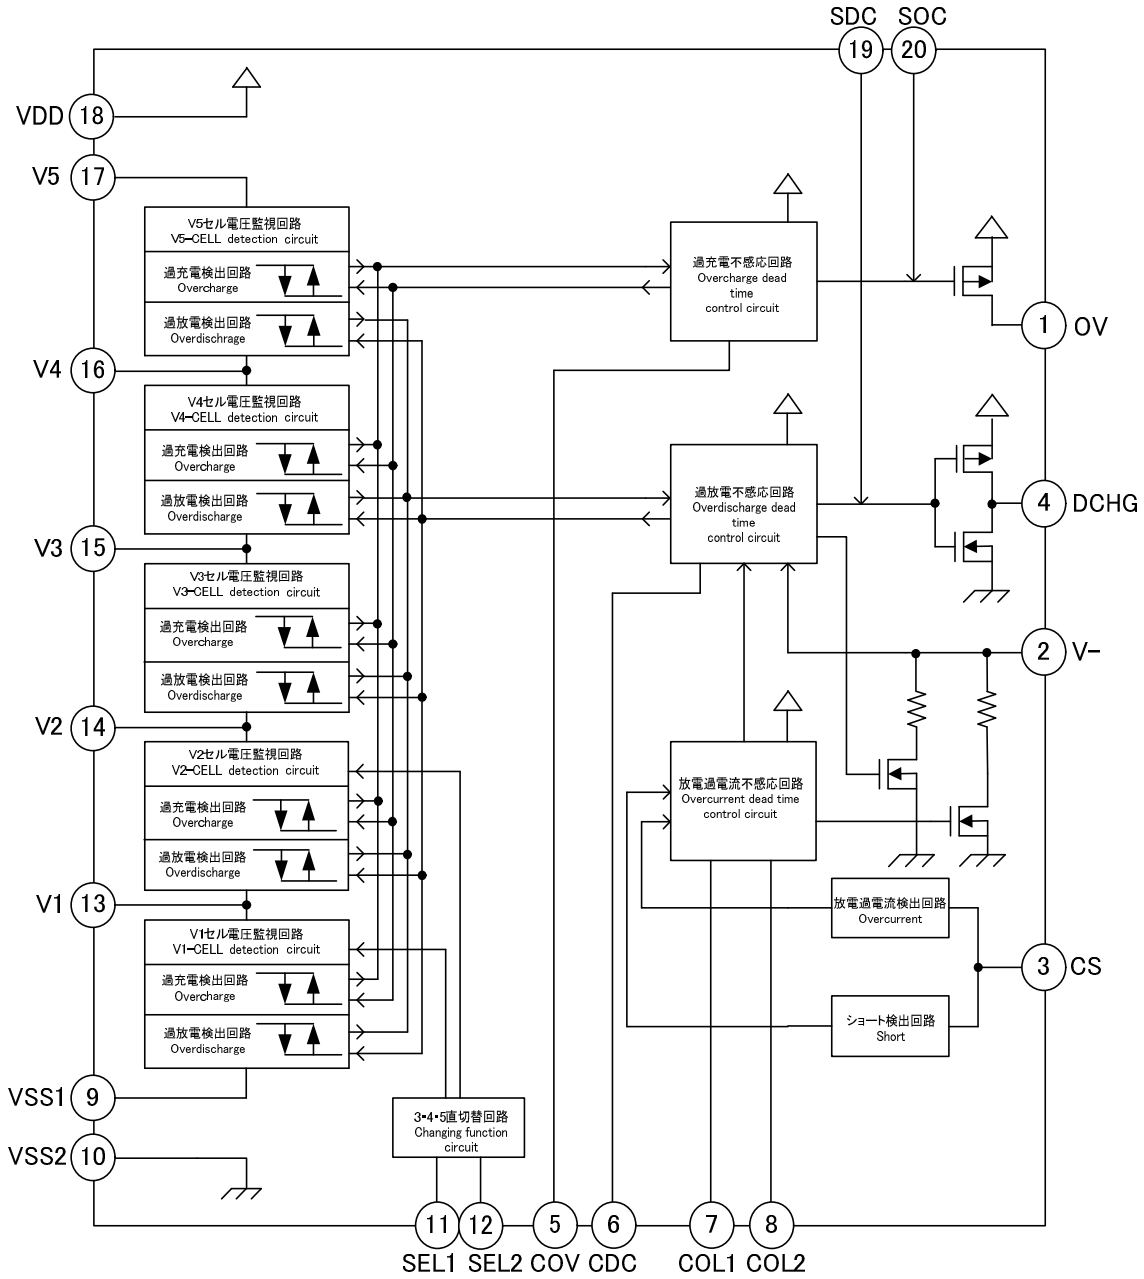 SDC
SOC
19
20
VDD
18
V5
17
V5セル電圧監視回路
V5-CELL detection circuit
過充電検出回路
Overcharge
過放電検出回路
Overdischrage
過充電不感応回路
Overcharge dead
time
control circuit
1
OV
V4
16
V4セル電圧監視回路
V4-CELL detection circuit
過充電検出回路
Overcharge
過放電検出回路
Overdischarge
過放電不感応回路
Overdischarge dead
time
control circuit
4
DCHG
V3
15
V3セル電圧監視回路
V3-CELL detection circuit
過充電検出回路
Overcharge
過放電検出回路
Overdischarge
2
V-
V2
14
V2セル電圧監視回路
V2-CELL detection circuit
過充電検出回路
Overcharge
過放電検出回路
Overdischarge
放電過電流不感応回路
Overcurrent dead time
control circuit
V1
13
V1セル電圧監視回路
V1-CELL detection circuit
過充電検出回路
Overcharge
過放電検出回路
Overdischarge
放電過電流検出回路
Overcurrent
3
CS
ショート検出回路
Short
VSS1
9
VSS2
10
3・4・5直切替回路
Changing function
circuit
11
12
5
6
7
8
SEL1
SEL2
COV
CDC
COL1
COL2